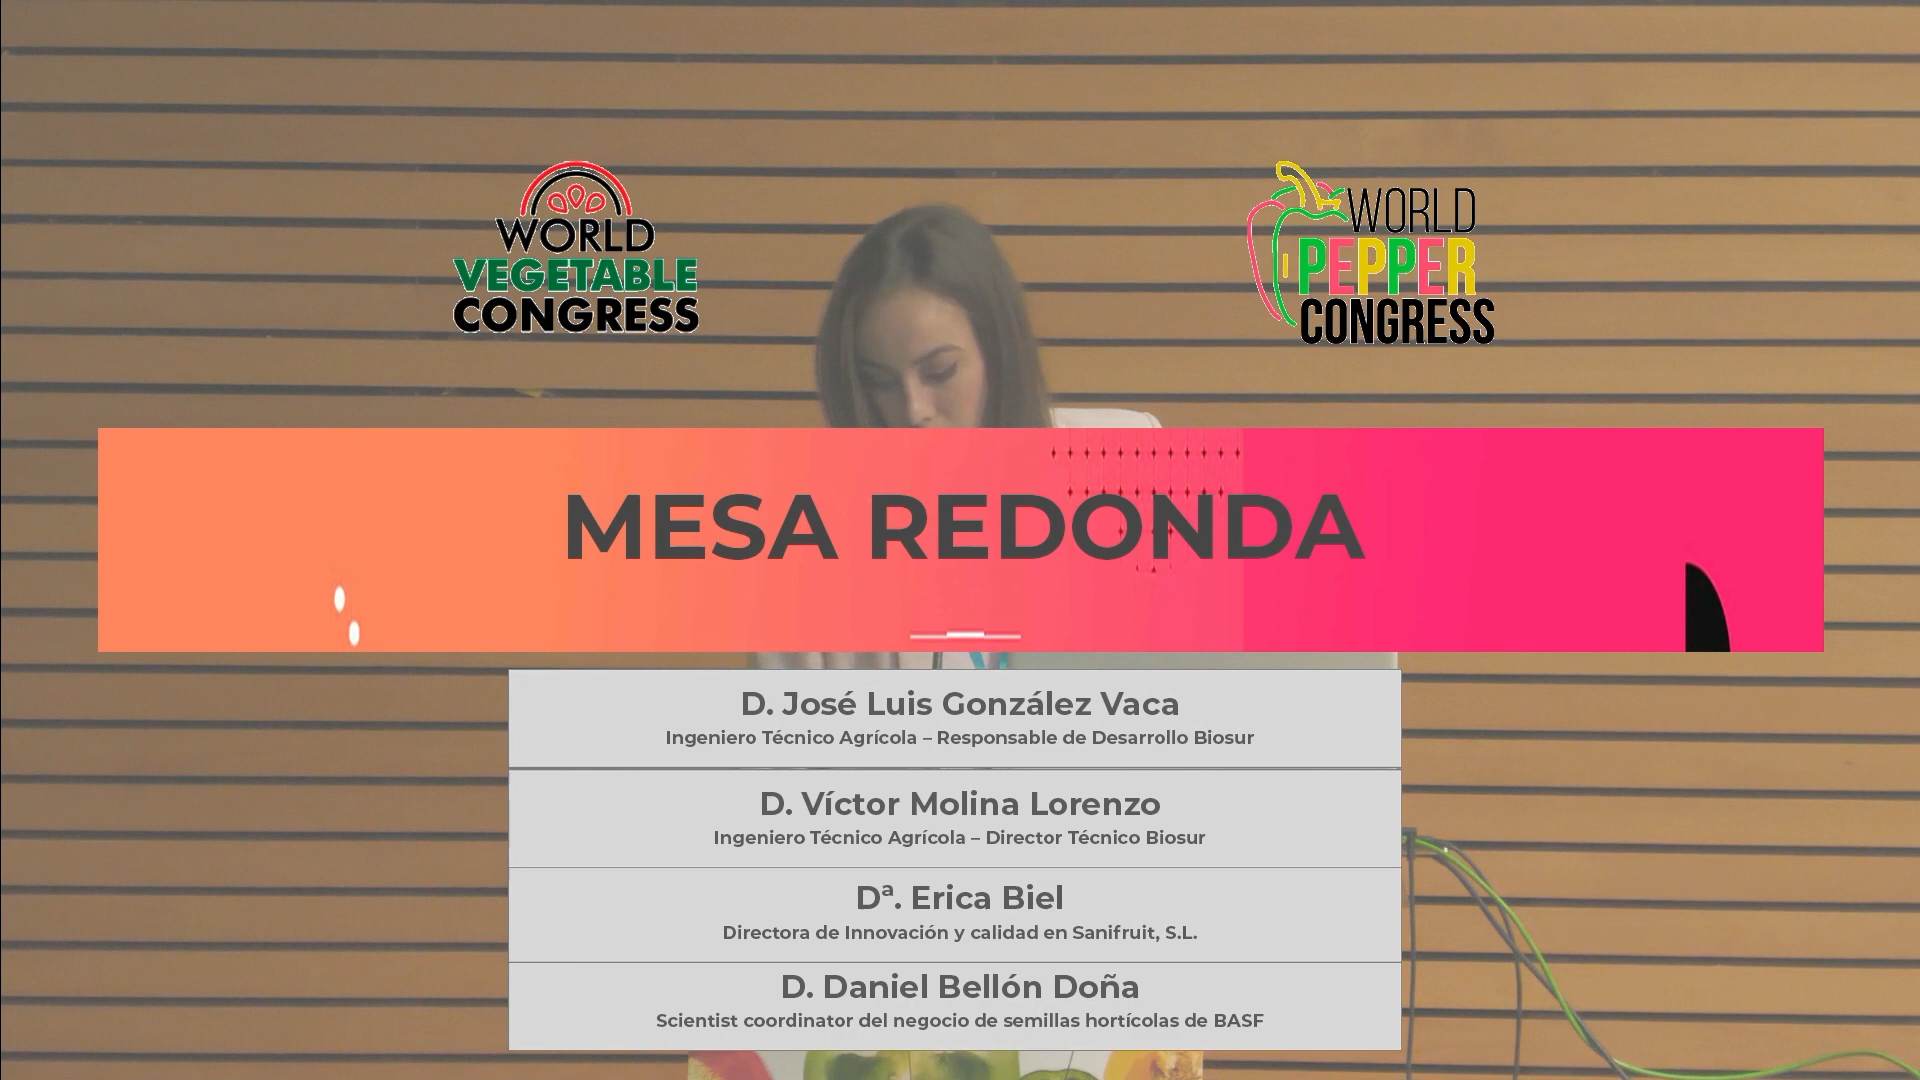 WORLD
VEGETABLE
CONGRESS
WORLD
PEPPER
CONGRESS
MESA REDONDA
D. José Luis González Vaca
Ingeniero Técnico Agrícola – Responsable de Desarrollo Biosur
D. Víctor Molina Lorenzo
Ingeniero Técnico Agrícola – Director Técnico Biosur
Dª. Erica Biel
Directora de Innovación y calidad en Sanifruit, S.L.
D. Daniel Bellón Doña
Scientist coordinator del negocio de semillas hortícolas de BASF